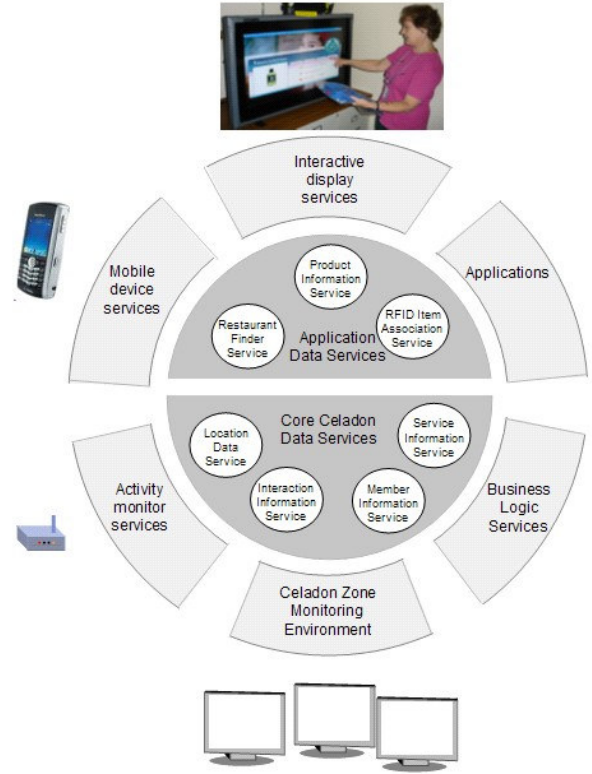 Interactive
display
services
Mobile
device
services
Applications
Product
Information
Service
Restaurant
Finder
Service
RFID Item
Association
Service
Application
Data Services
Core Celadon
Data Services
Location
Data
Service
Service
Information
Service
Interaction
Information
Service
Member
Information
Service
Activity
monitor
services
Business
Logic
Services
Celadon Zone
Monitoring
Environment